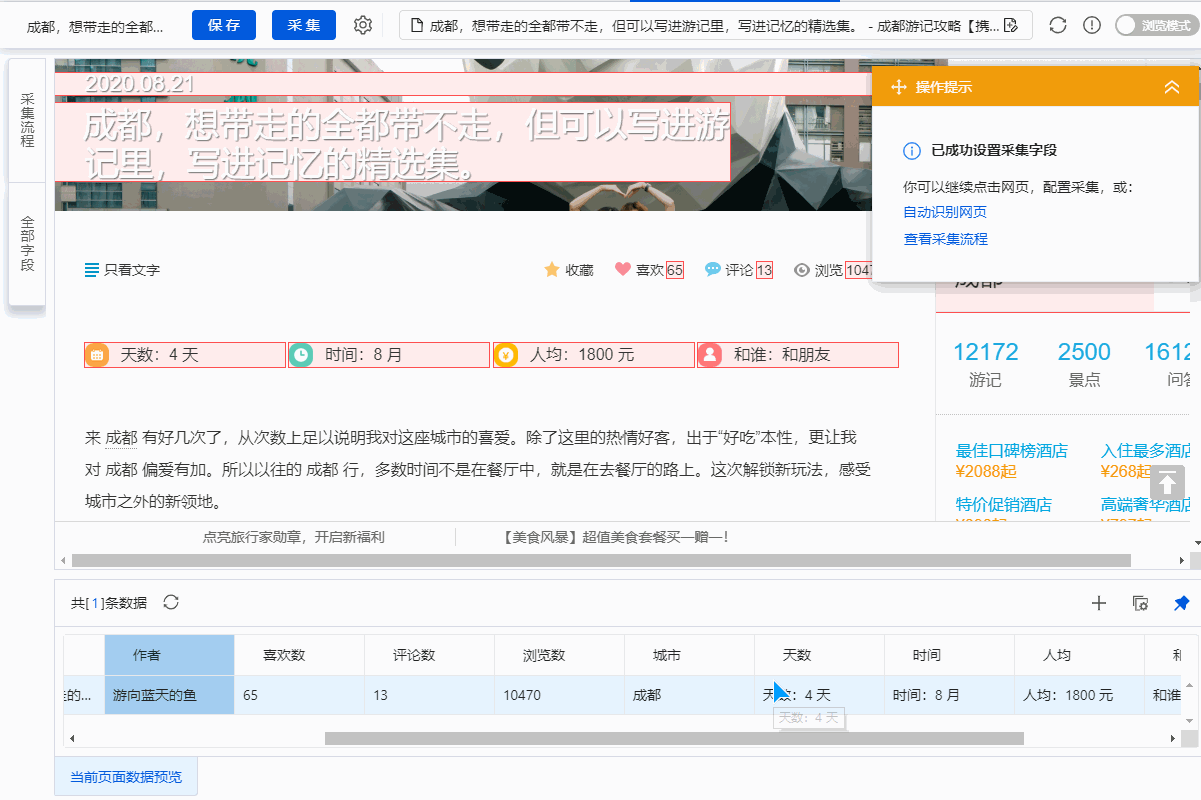 成都，想带走的全都...
保存
采集
成都，想带走的全都带不走，但可以写进游记里，写进记忆的精选集。 - 成都游记攻略【携...
浏览模式
采集流程
全部字段
2020.08.21
成都，想带走的全都带不走，但可以写进游
记里，写进记忆的精选集。
操作提示
已成功设置采集字段
你可以继续点击网页，配置采集，或：
自动识别网页
查看采集流程
只看文字
收藏
喜欢65
评论13
浏览1047
成都
天数：4 天
时间：8 月
人均：1800 元
和谁：和朋友
12172
2500
1612
游记
景点
问答
来 成都 有好几次了，从次数上足以说明我对这座城市的喜爱。除了这里的热情好客，出于“好吃”本性，更让我
对 成都 偏爱有加。所以以往的 成都 行，多数时间不是在餐厅中，就是在去餐厅的路上。这次解锁新玩法，感受
城市之外的新领地。
最佳口碑榜酒店
入住最多酒店
¥2088起
¥268起
特价促销酒店
高端奢华酒店
点亮旅行家勋章，开启新福利
【美食风暴】超值美食套餐买一赠一！
共[1]条数据
作者
喜欢数
评论数
浏览数
城市
天数
时间
人均
的...
游向蓝天的鱼
65
13
10470
成都
天数：4 天
时间：8 月
人均：1800 元
和谁
天数：4 天
当前页面数据预览